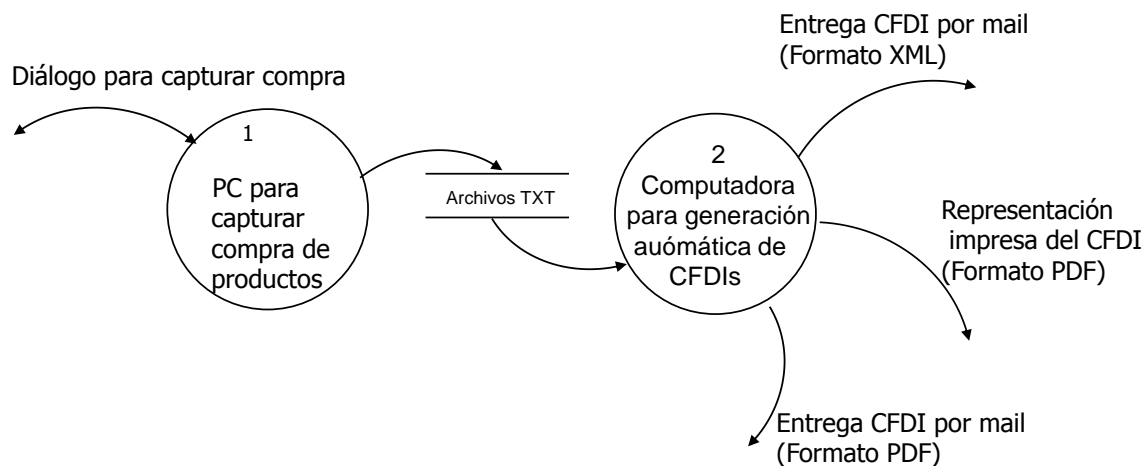 Diálogo para capturar compra
1
PC para
capturar
compra de
productos
Archivos TXT
2
Computadora
para generación
auómática de
CFDIs
Entrega CFDI por mail
(Formato XML)
Representación
impresa del CFDI
(Formato PDF)
Entrega CFDI por mail
(Formato PDF)